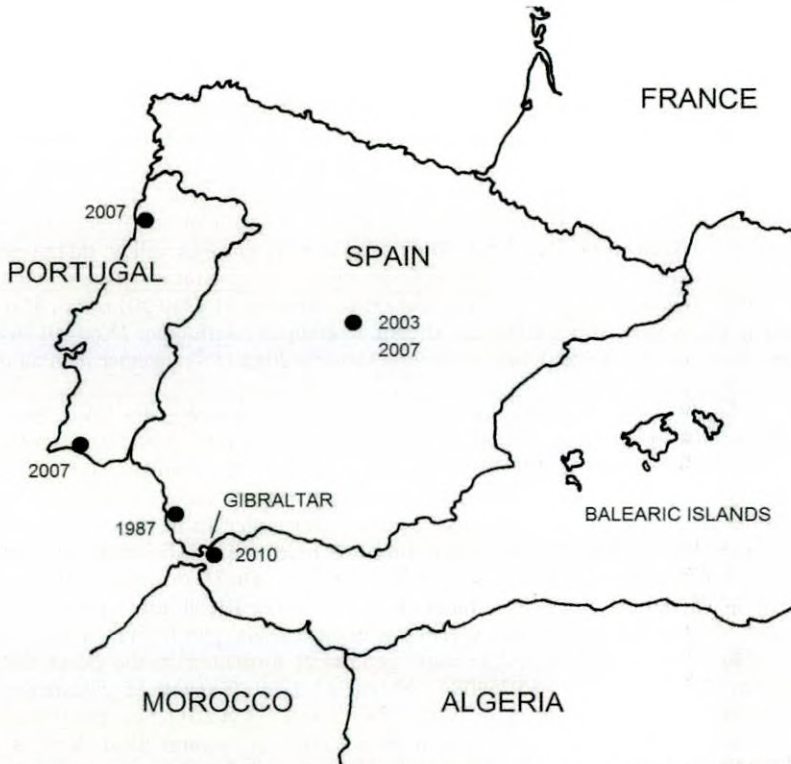 FRANCE
2007
PORTUGAL
SPAIN
2003
2007
2007
1987
GIBRALTAR
2010
BALEARIC ISLANDS
MOROCCO
ALGERIA